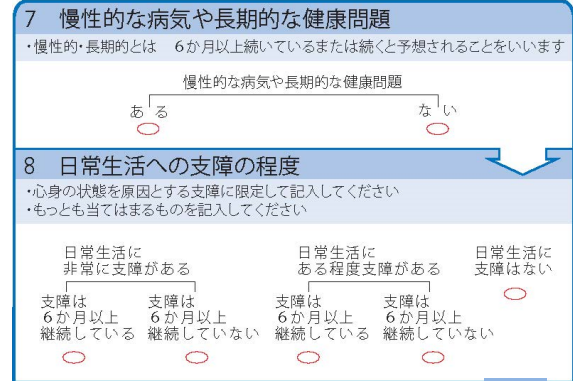 7 慢性的な病気や長期的な健康問題
・慢性的・長期的とは 6か月以上続いているまたは続くと予想されることをいいます
慢性的な病気や長期的な健康問題
ある ない
8 日常生活への支障の程度
・心身の状態を原因とする支障に限定して記入してください
・もっとも当てはまるものを記入してください
日常生活に
非常に支障がある
日常生活に
ある程度支障がある
日常生活に
支障はない
支障は
6か月以上
継続している
支障は
6か月以上
継続していない
支障は
6か月以上
継続している
支障は
6か月以上
継続していない